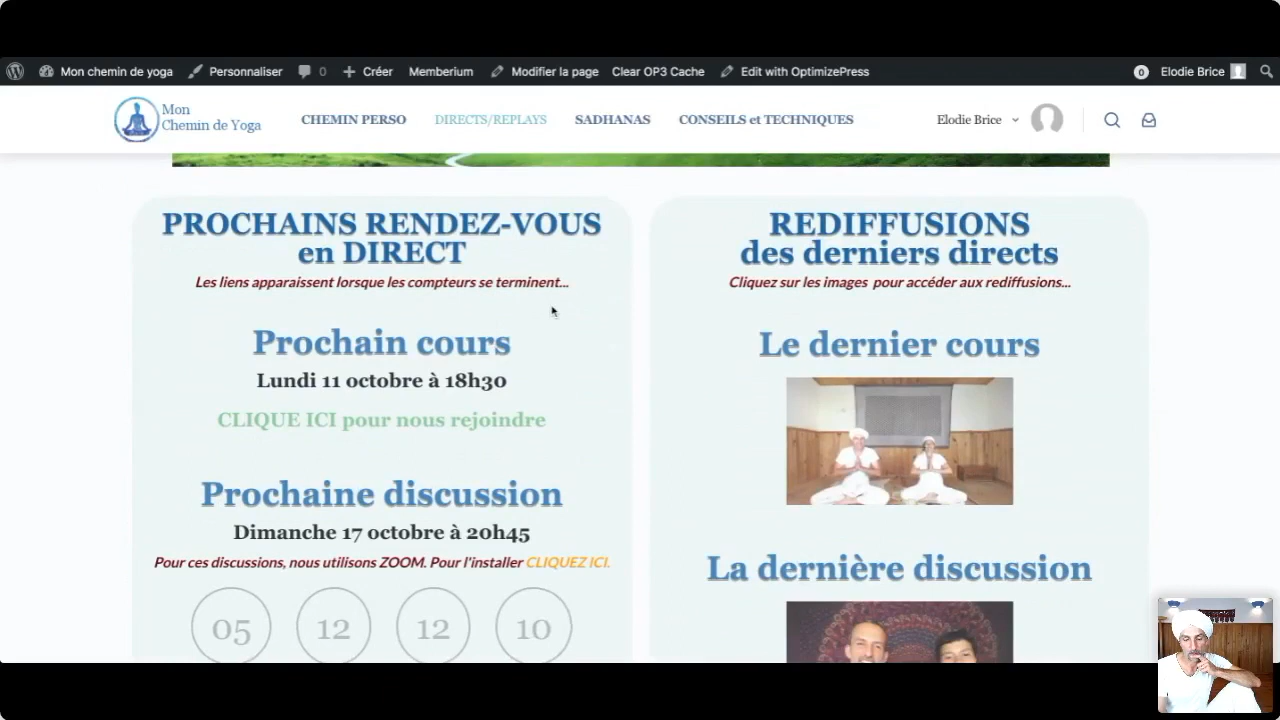 Mon chemin de yoga Personnaliser 0 Créer Memberium Modifier la page Clear OP3 Cache Edit with OptimizePress 0 Elodie Brice
Mon
Chemin de Yoga
CHEMIN PERSO DIRECTS/REPLAYS SADHANAS CONSEILS et TECHNIQUES Elodie Brice
PROCHAINS RENDEZ-VOUS
en DIRECT
Les liens apparaissent lorsque les compteurs se terminent...
Prochain cours
Lundi 11 octobre à 18h30
CLIQUE ICI pour nous rejoindre
Prochaine discussion
Dimanche 17 octobre à 20h45
Pour ces discussions, nous utilisons ZOOM. Pour l'installer CLIQUEZ ICI.
05 12 12 10
REDIFFUSIONS
des derniers directs
Cliquez sur les images pour accéder aux rediffusions...
Le dernier cours
La dernière discussion